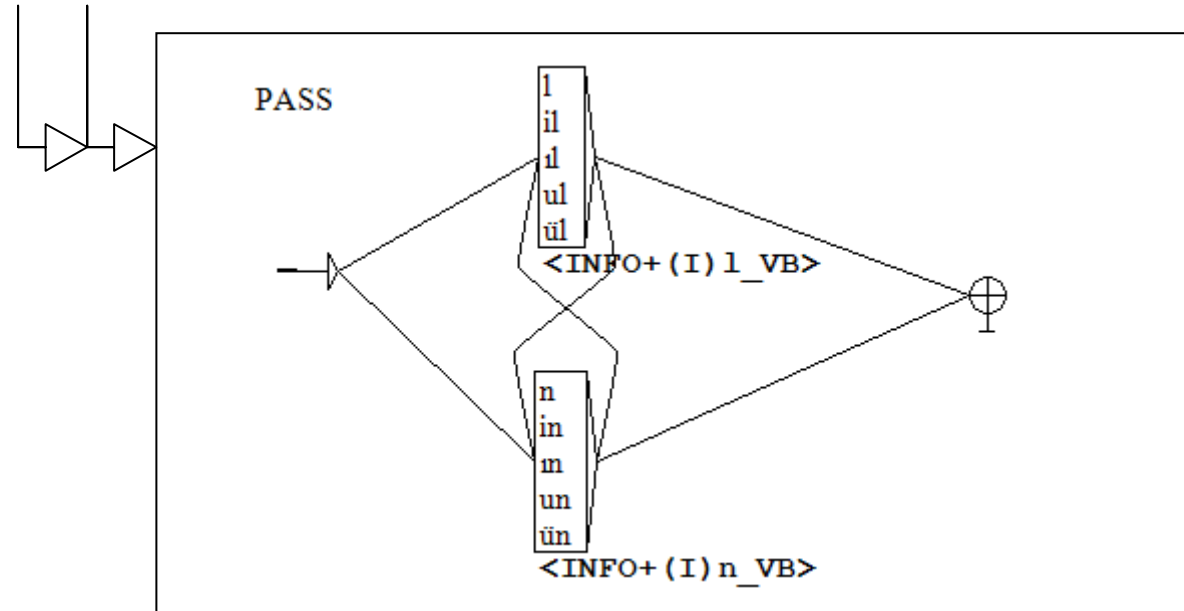 PASS
l
il
ıl
ul
ül
<INFO+(I)l_VB>
n
in
ın
un
ün
<INFO+(I)n_VB>